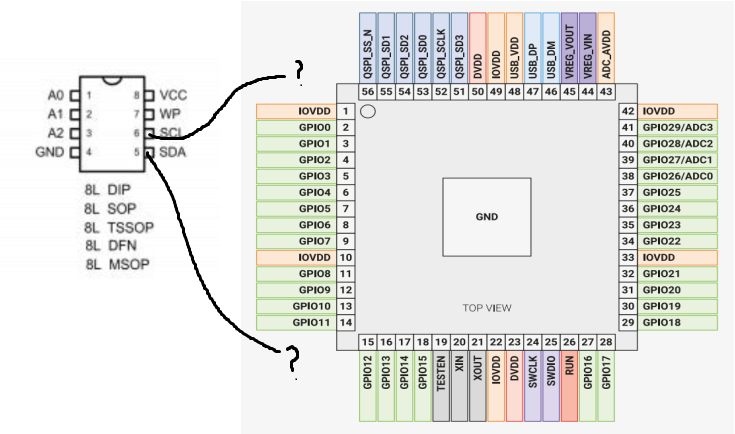 ?
A0 1 8 VCC
A1 2 7 WP
A2 3 6 SCL
GND 4 5 SDA
8L DIP
8L SOP
8L TSSOP
8L DFN
8L MSOP
QSPI_SS_N QSPI_SD1 QSPI_SD2 QSPI_SD0 QSPI_SCLK QSPI_SD3 DVDD IOVDD USB_VDD USB_DP USB_DM VREG_VOUT VREG_VIN ADC_AVDD
56 55 54 53 52 51 50 49 48 47 46 45 44 43
IOVDD 1
GPIO0 2
GPIO1 3
GPIO2 4
GPIO3 5
GPIO4 6
GPIO5 7
GPIO6 8
GPIO7 9
IOVDD 10
GPIO8 11
GPIO9 12
GPIO10 13
GPIO11 14
GND
TOP VIEW
42 IOVDD
41 GPIO29/ADC3
40 GPIO28/ADC2
39 GPIO27/ADC1
38 GPIO26/ADC0
37 GPIO25
36 GPIO24
35 GPIO23
34 GPIO22
33 IOVDD
32 GPIO21
31 GPIO20
30 GPIO19
29 GPIO18
15 16 17 18 19 20 21 22 23 24 25 26 27 28
GPIO12 GPIO13 GPIO14 GPIO15 TESTEN XIN XOUT IOVDD DVDD SWCLK SWDIO RUN GPIO16 GPIO17
?